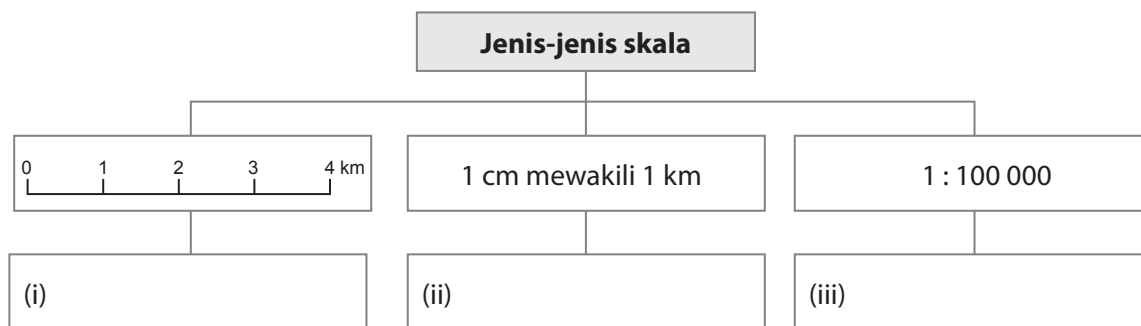 Jenis-jenis skala
0 1 2 3 4 km
1 cm mewakili 1 km
1 : 100 000
(i)
(ii)
(iii)